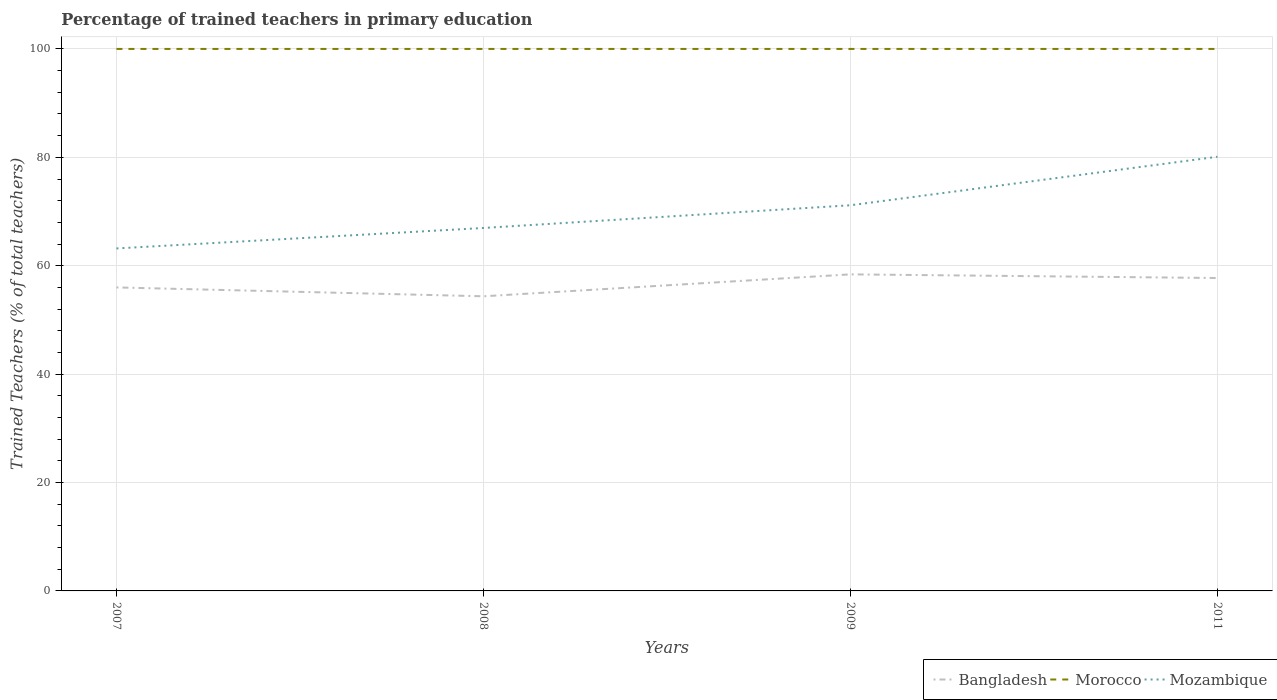 Percentage of trained teachers in primary education
Trained Teachers (% of total teachers)
100
80
60
40
20
0
2007
2008
2009
2011
Years
Bangladesh
Morocco
Mozambique